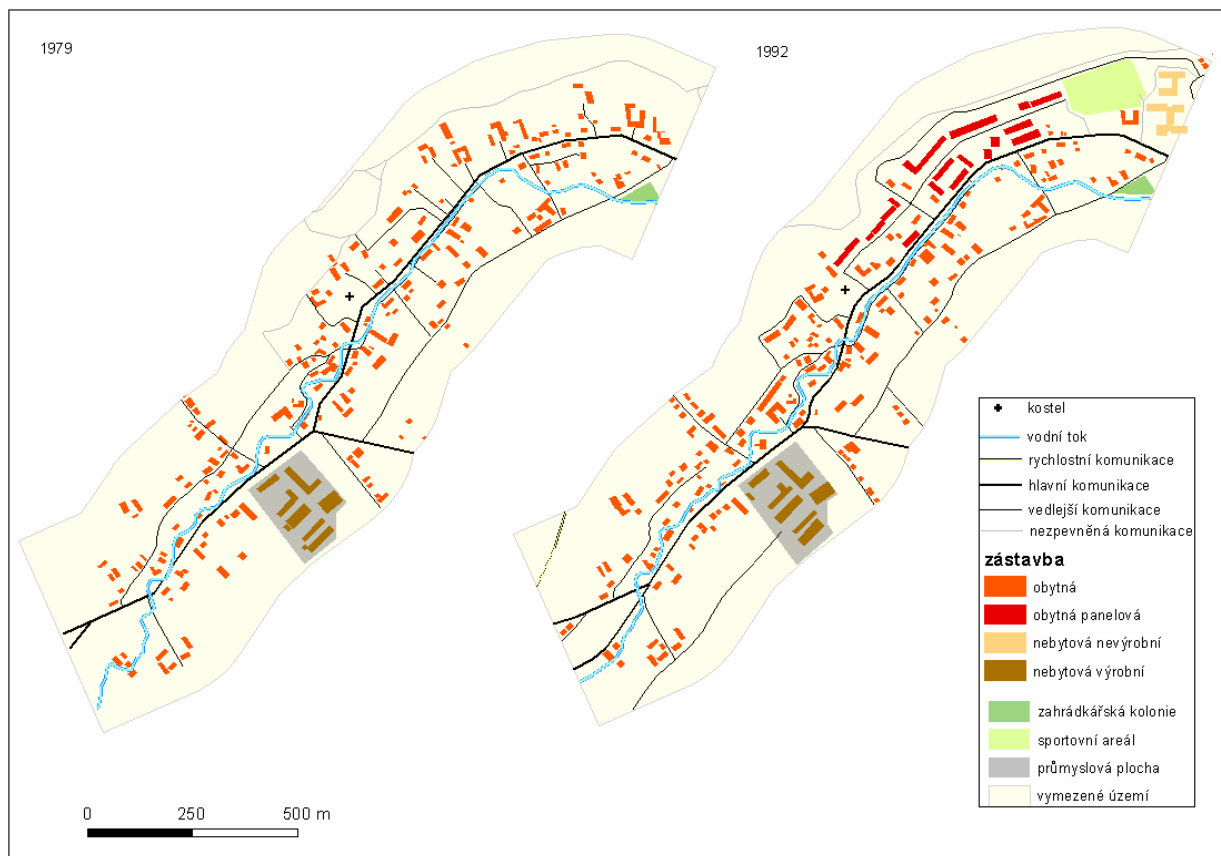 1979
1992
kostel
vodní tok
rychlostní komunikace
hlavní komunikace
vedlejší komunikace
nezpevněná komunikace
zástavba
obytná
obytná panelová
nebytová nevýrobní
nebytová výrobní
zahrádkářská kolonie
sportovní areál
průmyslová plocha
vymezené území
0 250 500 m